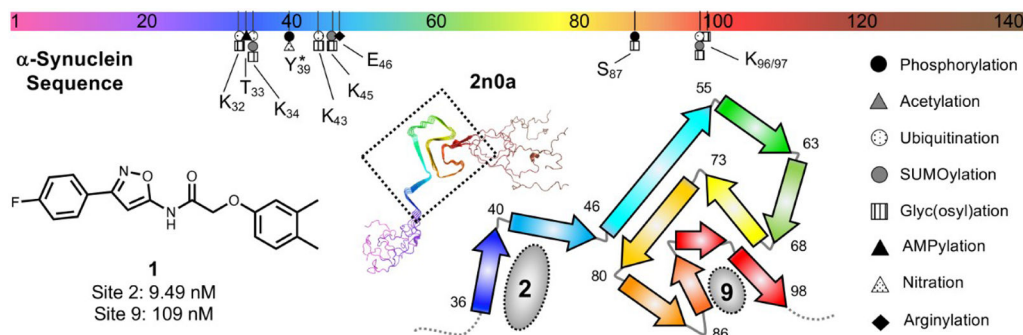 1 20 40 60 80 100 120 140
α-Synuclein
Sequence
K32
T33
K34
Y*39
K43
K45
E46
S87
K96/97
2n0a
Phosphorylation
Acetylation
Ubiquitination
SUMOylation
Glyc(osyl)ation
AMPylation
Nitration
Arginylation
F
N
O
O
N
H
O
1
Site 2: 9.49 nM
Site 9: 109 nM
36
40
46
55
63
68
73
80
86
98
2
9